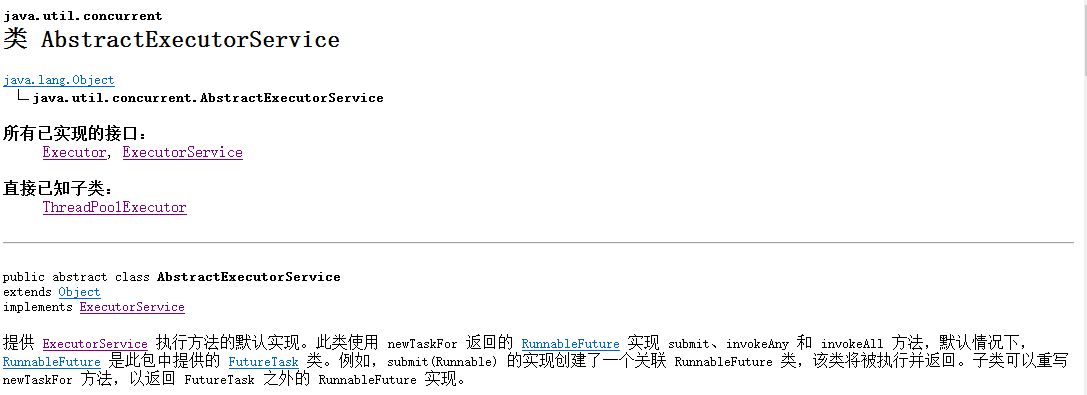 java.util.concurrent
类 AbstractExecutorService
java.lang.Object
java.util.concurrent.AbstractExecutorService
所有已实现的接口：
Executor, ExecutorService
直接已知子类：
ThreadPoolExecutor
public abstract class AbstractExecutorService
extends Object
implements ExecutorService
提供 ExecutorService 执行方法的默认实现。此类使用 newTaskFor 返回的 RunnableFuture 实现 submit、invokeAny 和 invokeAll 方法，默认情况下，
RunnableFuture 是此包中提供的 FutureTask 类。例如，submit(Runnable) 的实现创建了一个关联 RunnableFuture 类，该类将被执行并返回。子类可以重写
newTaskFor 方法，以返回 FutureTask 之外的 RunnableFuture 实现。